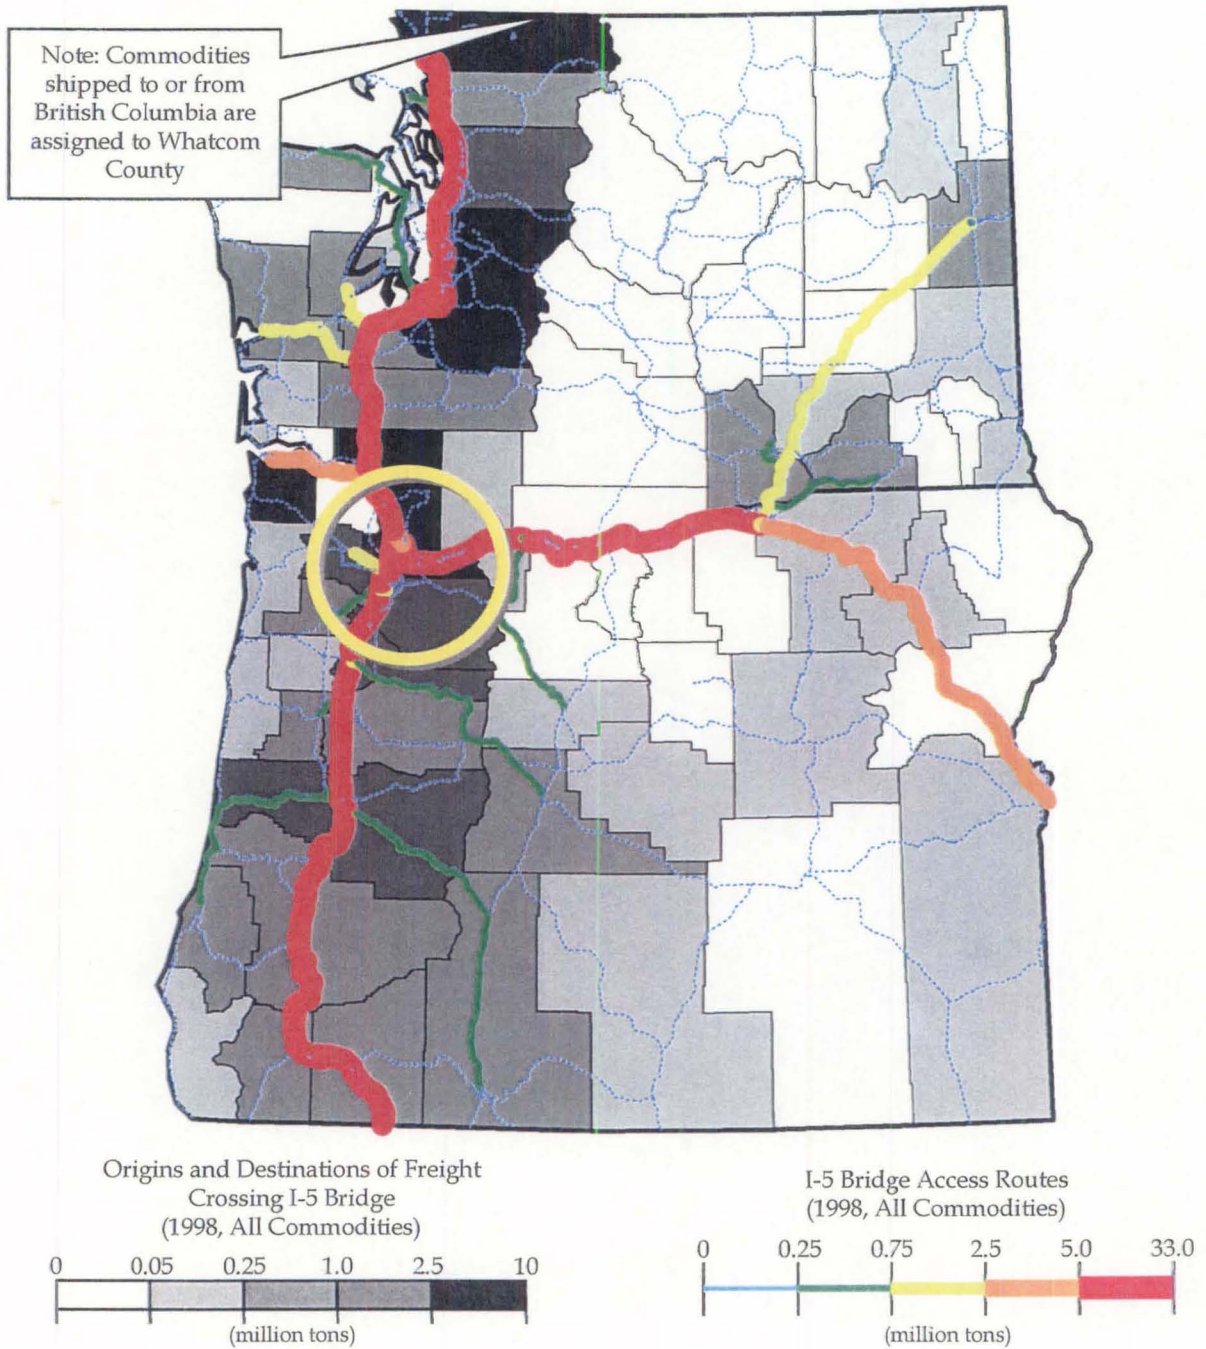 Note: Commodities
shipped to or from
British Columbia are
assigned to Whatcom
County
Origins and Destinations of Freight
Crossing I-5 Bridge
(1998, All Commodities)
0 0.05 0.25 1.0 2.5 10
(million tons)
I-5 Bridge Access Routes
(1998, All Commodities)
0 0.25 0.75 2.5 5.0 33.0
(million tons)